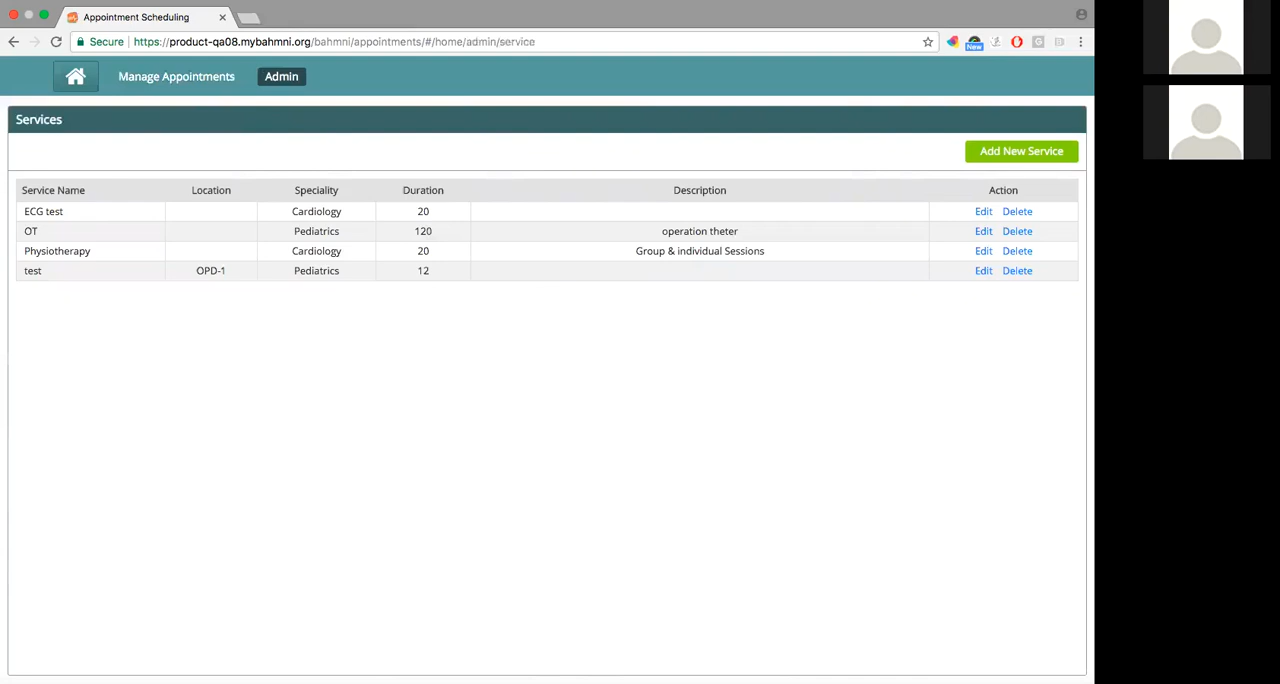 Appointment Scheduling
Secure https://product-qa08.mybahmni.org/bahmni/appointments/#/home/admin/service
New
Manage Appointments Admin
Services
Add New Service
Service Name Location Speciality Duration Description Action
ECG test Cardiology 20 Edit Delete
OT Pediatrics 120 operation theter Edit Delete
Physiotherapy Cardiology 20 Group & individual Sessions Edit Delete
test OPD-1 Pediatrics 12 Edit Delete